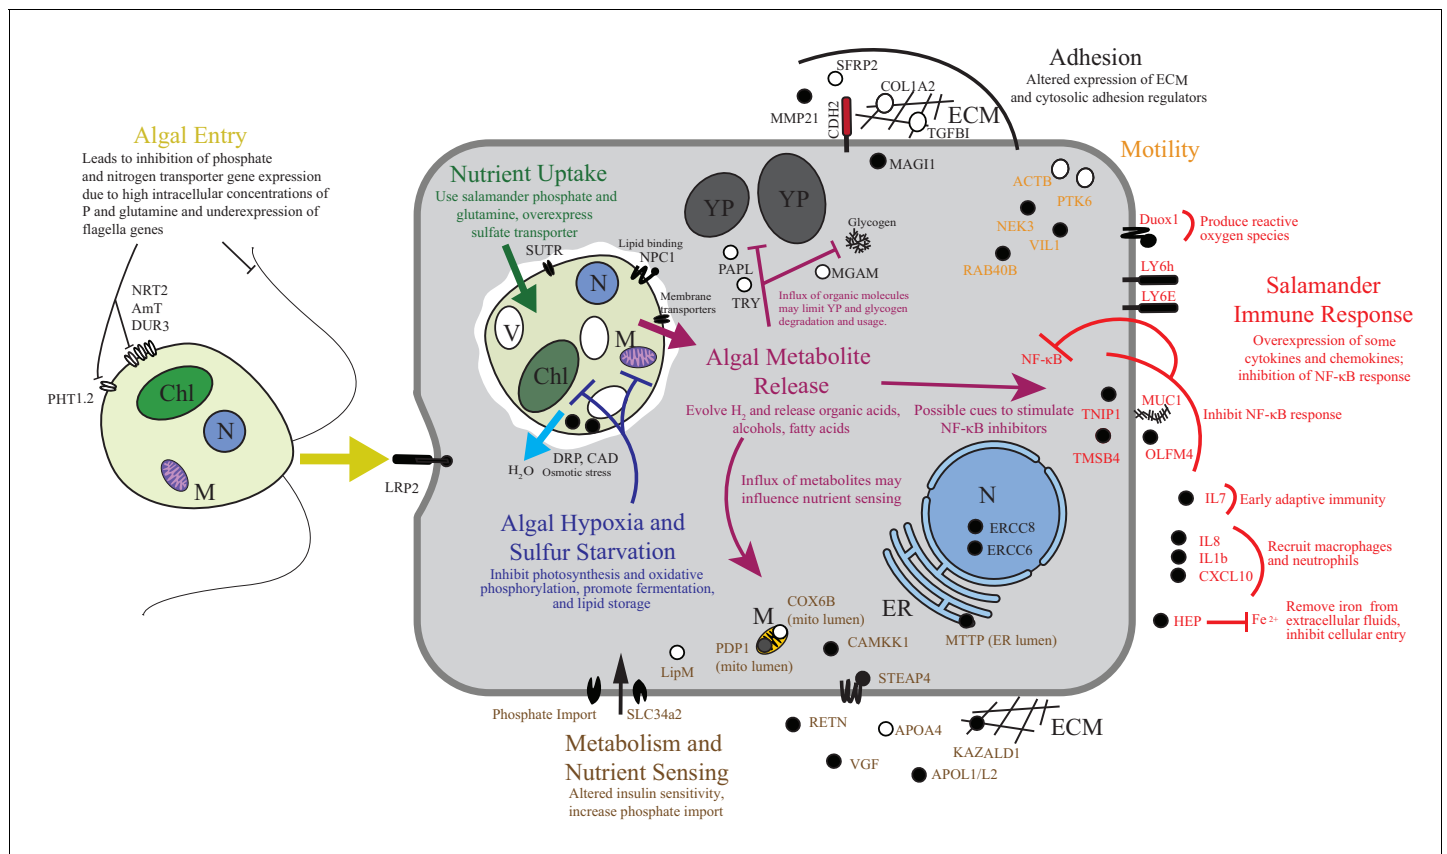 Algal Entry
Leads to inhibition of phosphate
and nitrogen transporter gene expression
due to high intracellular concentrations of
P and glutamine and underexpression of
flagella genes
NRT2
AmT
DUR3
PHT1.2
Chl
N
M
LRP2
Nutrient Uptake
Use salamander phosphate and
glutamine, overexpress
sulfate transporter
SUTR
Lipid binding
NPC1
Membrane
transporters
N
V
M
Chl
H2O
DRP, CAD
Osmotic stress
Algal Hypoxia and
Sulfur Starvation
Inhibit photosynthesis and oxidative
phosphorylation, promote fermentation,
and lipid storage
YP
YP
PAPL
TRY
Glycogen
MGAM
Influx of organic molecules
may limit YP and glycogen
degradation and usage.
Algal Metabolite
Release
Evolve H2 and release organic acids,
alcohols, fatty acids
Possible cues to stimulate
NF-κB inhibitors
Influx of metabolites may
influence nutrient sensing
SFRP2
MMP21
CDH2
COL1A2
ECM
TGFBI
MAGI1
Adhesion
Altered expression of ECM
and cytosolic adhesion regulators
Motility
ACTB
PTK6
NEK3
VIL1
RAB40B
Duox1
Produce reactive
oxygen species
LY6h
LY6E
Salamander
Immune Response
Overexpression of some
cytokines and chemokines;
inhibition of NF-κB response
NF-κB
TNIP1
MUC1
Inhibit NF-κB response
TMSB4
OLFM4
IL7
Early adaptive immunity
IL8
IL1b
CXCL10
Recruit macrophages
and neutrophils
HEP
Fe2+
Remove iron from
extracellular fluids,
inhibit cellular entry
N
ERCC8
ERCC6
ER
MTTP (ER lumen)
M
COX6B
(mito lumen)
PDP1
(mito lumen)
CAMKK1
LipM
STEAP4
Phosphate Import
SLC34a2
Metabolism and
Nutrient Sensing
Altered insulin sensitivity,
increase phosphate import
RETN
APOA4
VGF
APOL1/L2
KAZALD1
ECM